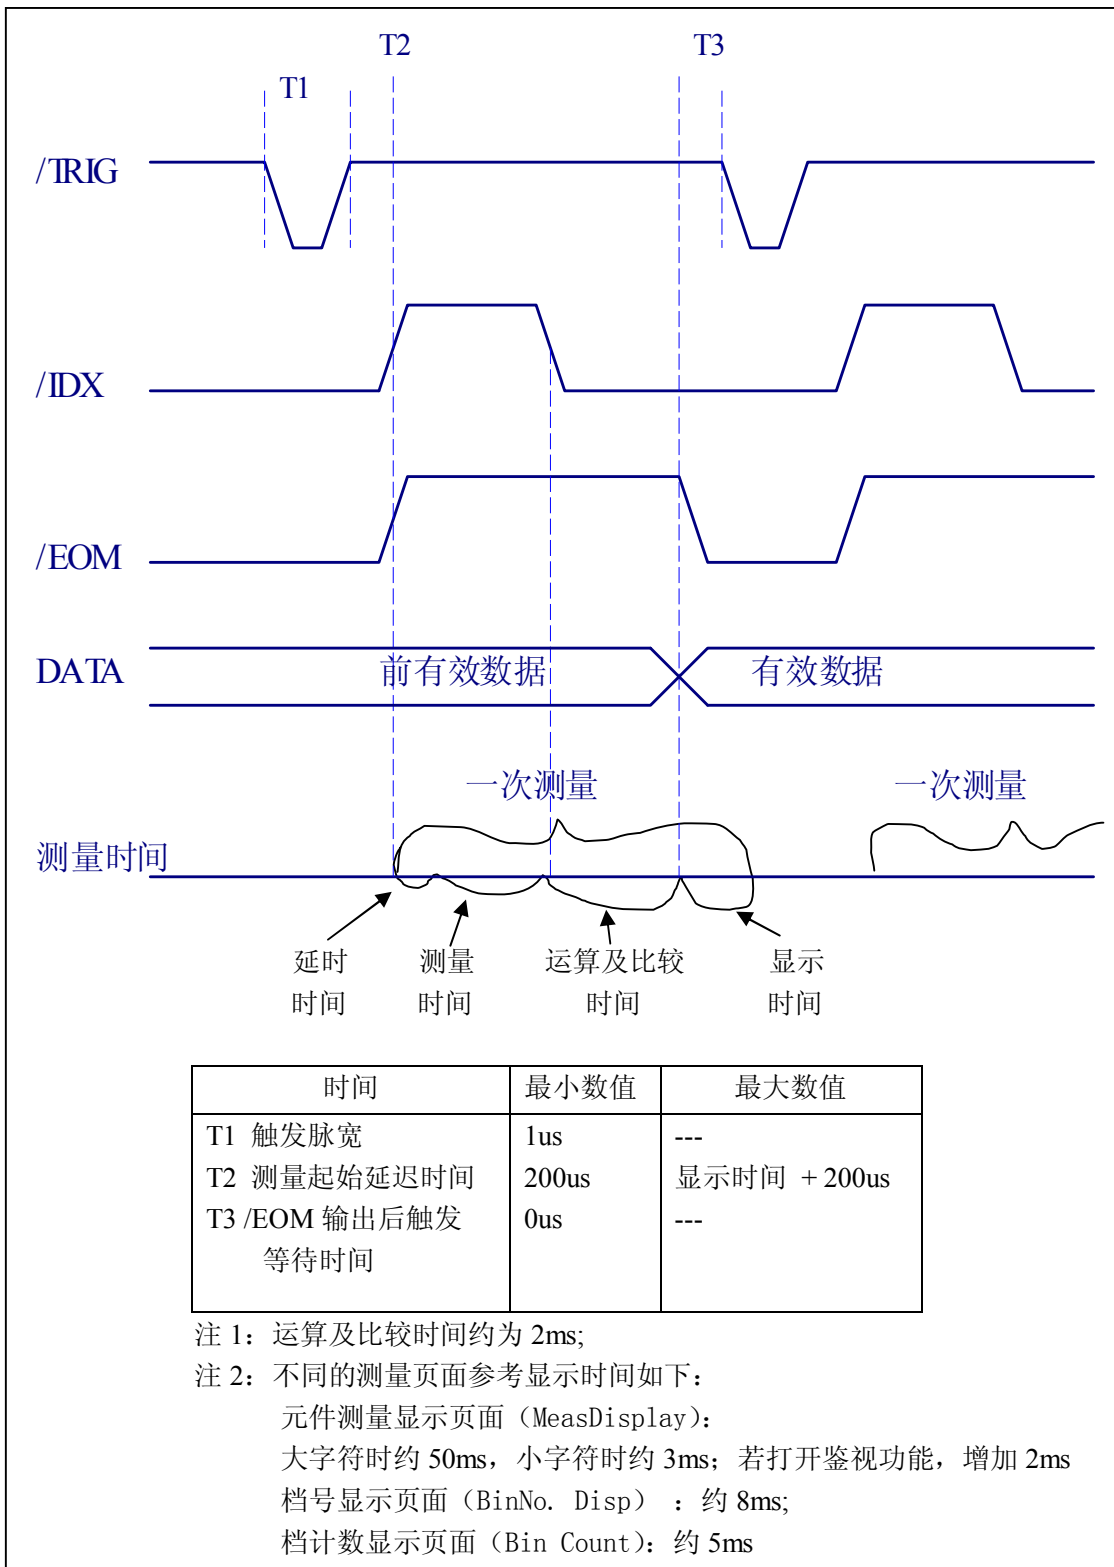 T2 T3
T1
/TRIG
/IDX
/EOM
DATA 前有效数据 有效数据
一次测量 一次测量
测量时间
延时 测量 运算及比较 显示
时间 时间 时间 时间
时间 最小数值 最大数值
T1 触发脉宽 1us ---
T2 测量起始延迟时间 200us 显示时间 + 200us
T3 /EOM 输出后触发 0us ---
等待时间
注 1：运算及比较时间约为 2ms;
注 2：不同的测量页面参考显示时间如下：
元件测量显示页面（MeasDisplay）：
大字符时约 50ms，小字符时约 3ms；若打开鉴视功能，增加 2ms
档号显示页面（BinNo. Disp） ：约 8ms;
档计数显示页面（Bin Count）：约 5ms